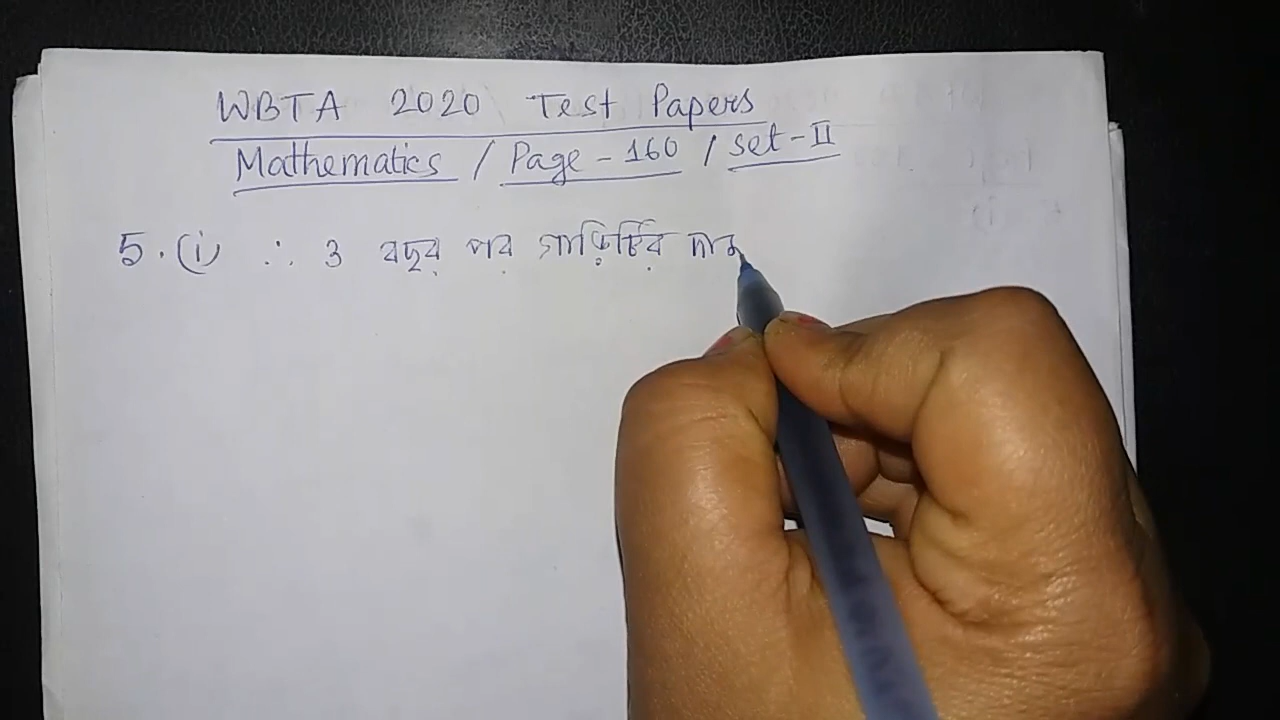 WBTA 2020 Test Papers
Mathematics / Page - 160 / Set - II
5. (i) ∴ 3 বছর পর গাড়িটির দাম